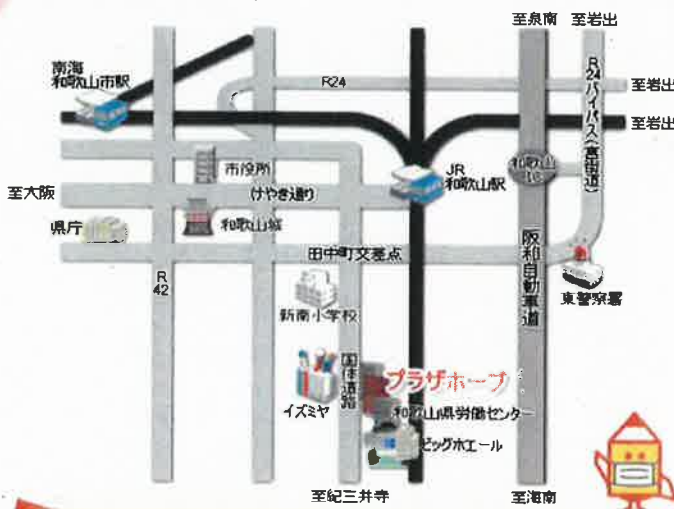 至泉南
至岩出
南海
和歌山市駅
R24
至岩出
R24バイパス(宮街道)
至岩出
市役所
JR
和歌山駅
和歌山
IC
至大阪
けやき通り
県庁
和歌山城
田中町交差点
阪和自動車道
R
42
新南小学校
東警察署
国体道路
プラザホープ
イズミヤ
和歌山県労働センター
ビッグホエール
至紀三井寺
至海南